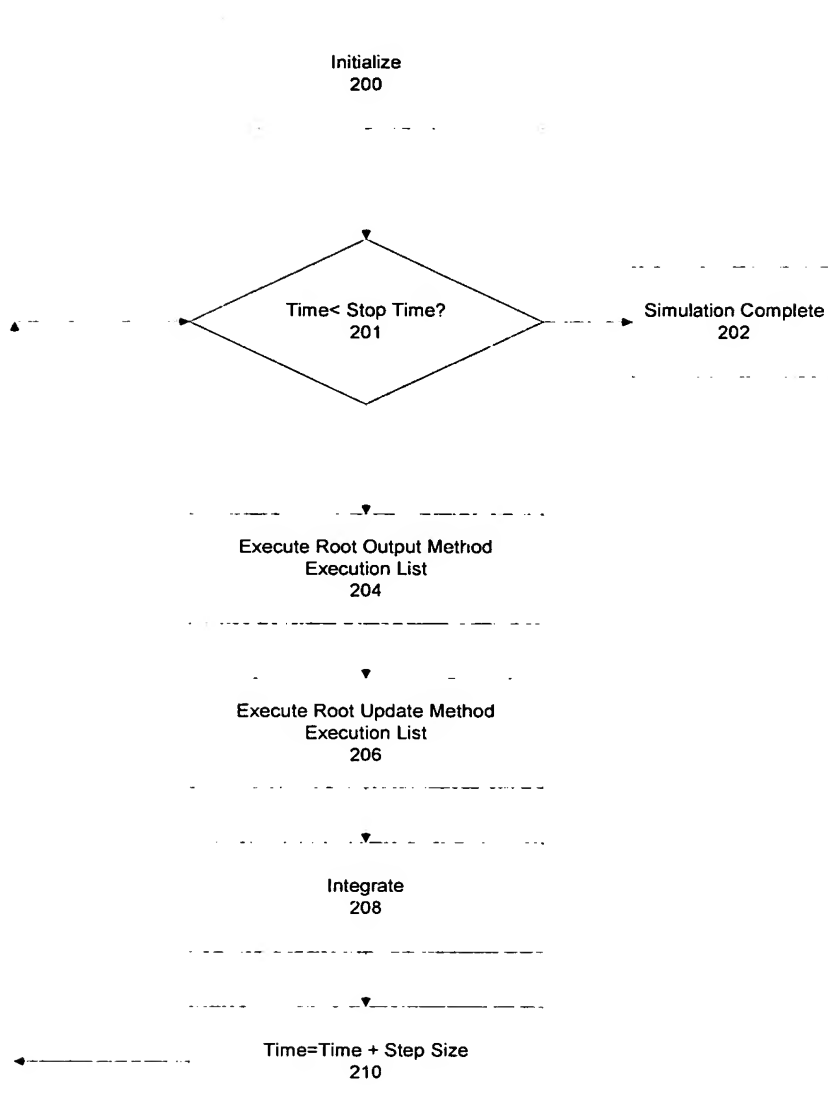 Initialize
200
Time< Stop Time?
201
Simulation Complete
202
Execute Root Output Method
Execution List
204
Execute Root Update Method
Execution List
206
Integrate
208
Time=Time + Step Size
210